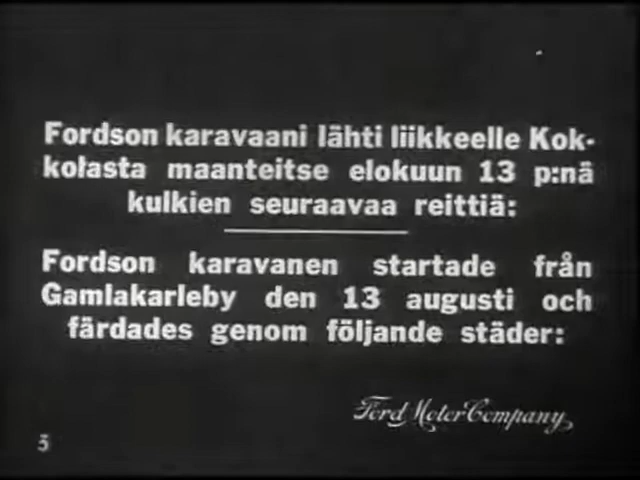 Fordson karavaani lähti liikkeelle Kok-
kolasta maanteitse elokuun 13 p:nä
kulkien seuraavaa reittiä:
Fordson karavanen startade från
Gamlakarleby den 13 augusti och
färdades genom följande städer:
Ford Motor Company,
5